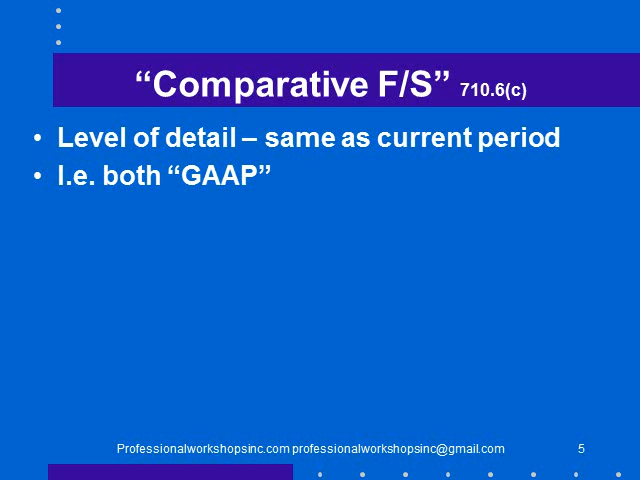 “Comparative F/S” 710.6(c)
• Level of detail – same as current period
• I.e. both “GAAP”
Professionalworkshopsinc.com professionalworkshopsinc@gmail.com 5